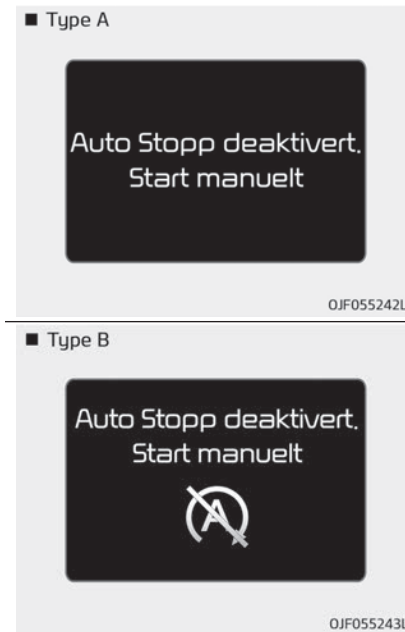 ■ Type A
Auto Stopp deaktivert.
Start manuelt
OJF055242L
■ Type B
Auto Stopp deaktivert.
Start manuelt
OJF055243L